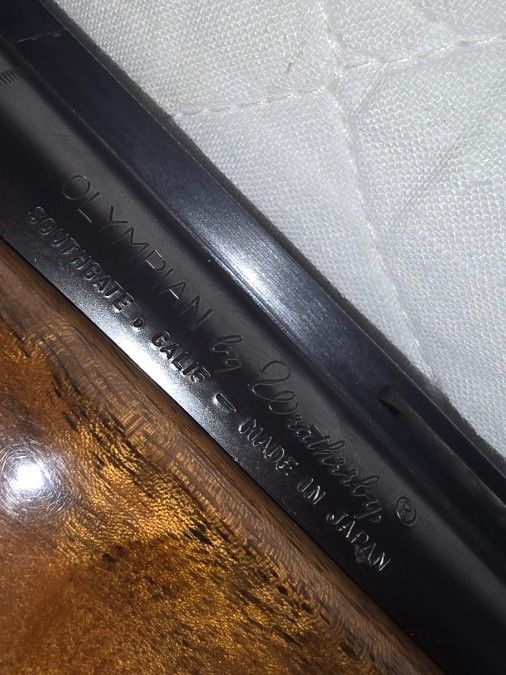 OLYMPIAN by Weatherby®
SOUTHGATE, CALIF - MADE IN JAPAN